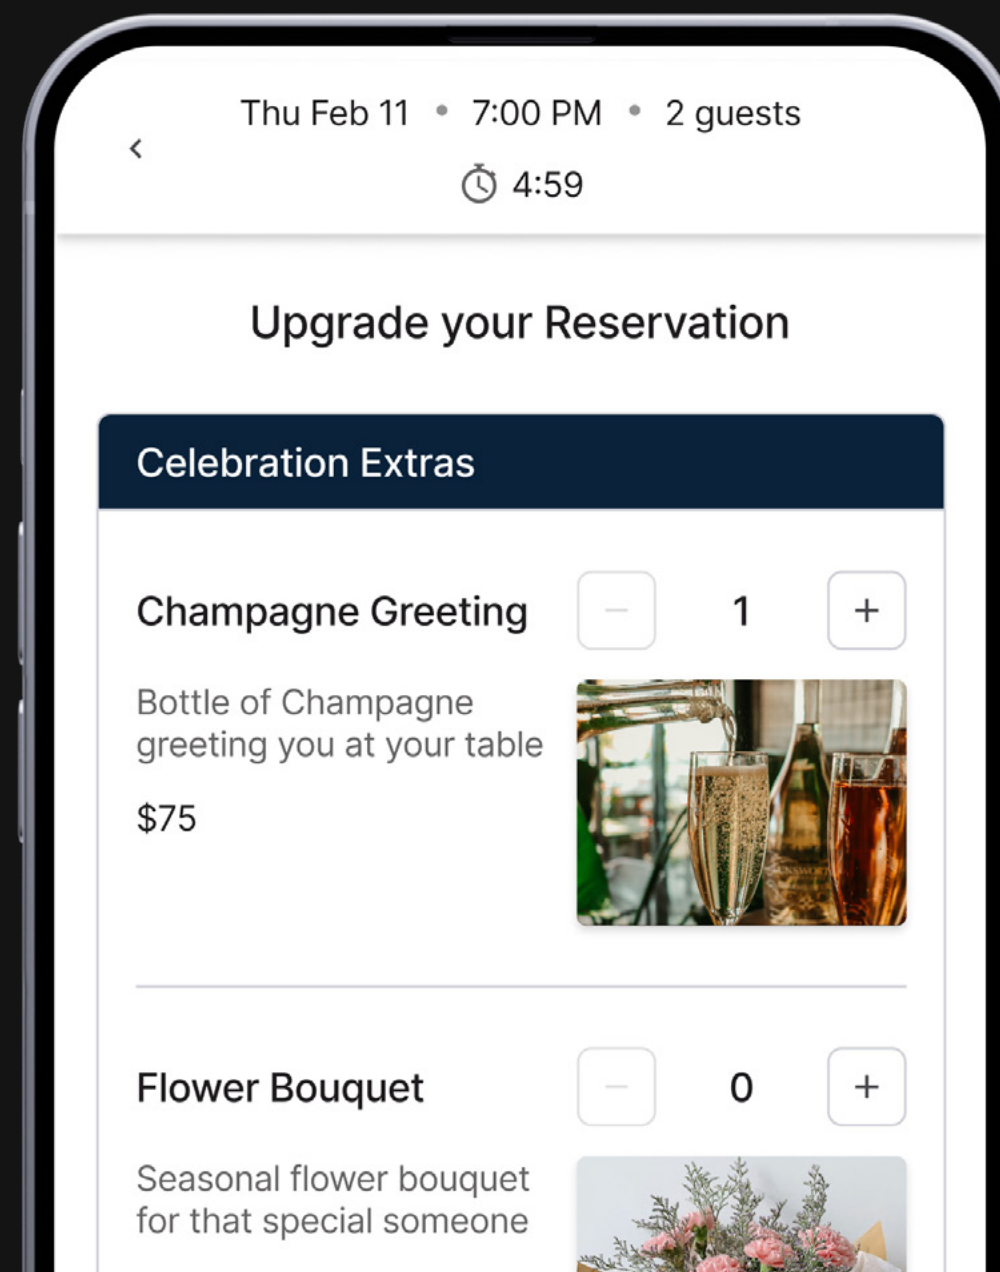 Thu Feb 11 • 7:00 PM • 2 guests
4:59
Upgrade your Reservation
Celebration Extras
Champagne Greeting
− 1 +
Bottle of Champagne
greeting you at your table
$75
Flower Bouquet
− 0 +
Seasonal flower bouquet
for that special someone